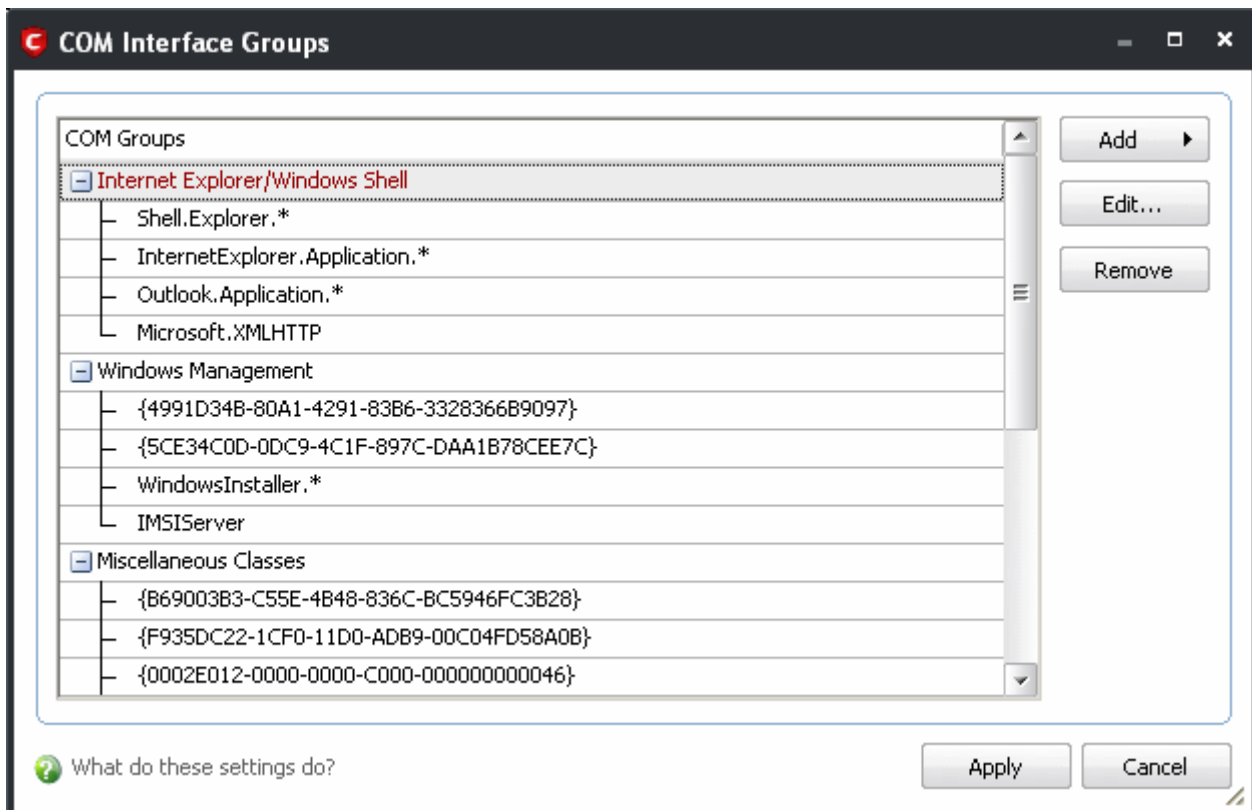 COM Interface Groups
COM Groups
Add
Internet Explorer/Windows Shell
Shell.Explorer.*
Edit...
InternetExplorer.Application.*
Remove
Outlook.Application.*
Microsoft.XMLHTTP
Windows Management
{4991D34B-80A1-4291-83B6-3328366B9097}
{5CE34C0D-0DC9-4C1F-897C-DAA1B78CEE7C}
WindowsInstaller.*
IMSIServer
Miscellaneous Classes
{B69003B3-C55E-4B48-836C-BC5946FC3B28}
{F935DC22-1CF0-11D0-ADB9-00C04FD58A0B}
{0002E012-0000-0000-C000-000000000046}
What do these settings do?
Apply
Cancel